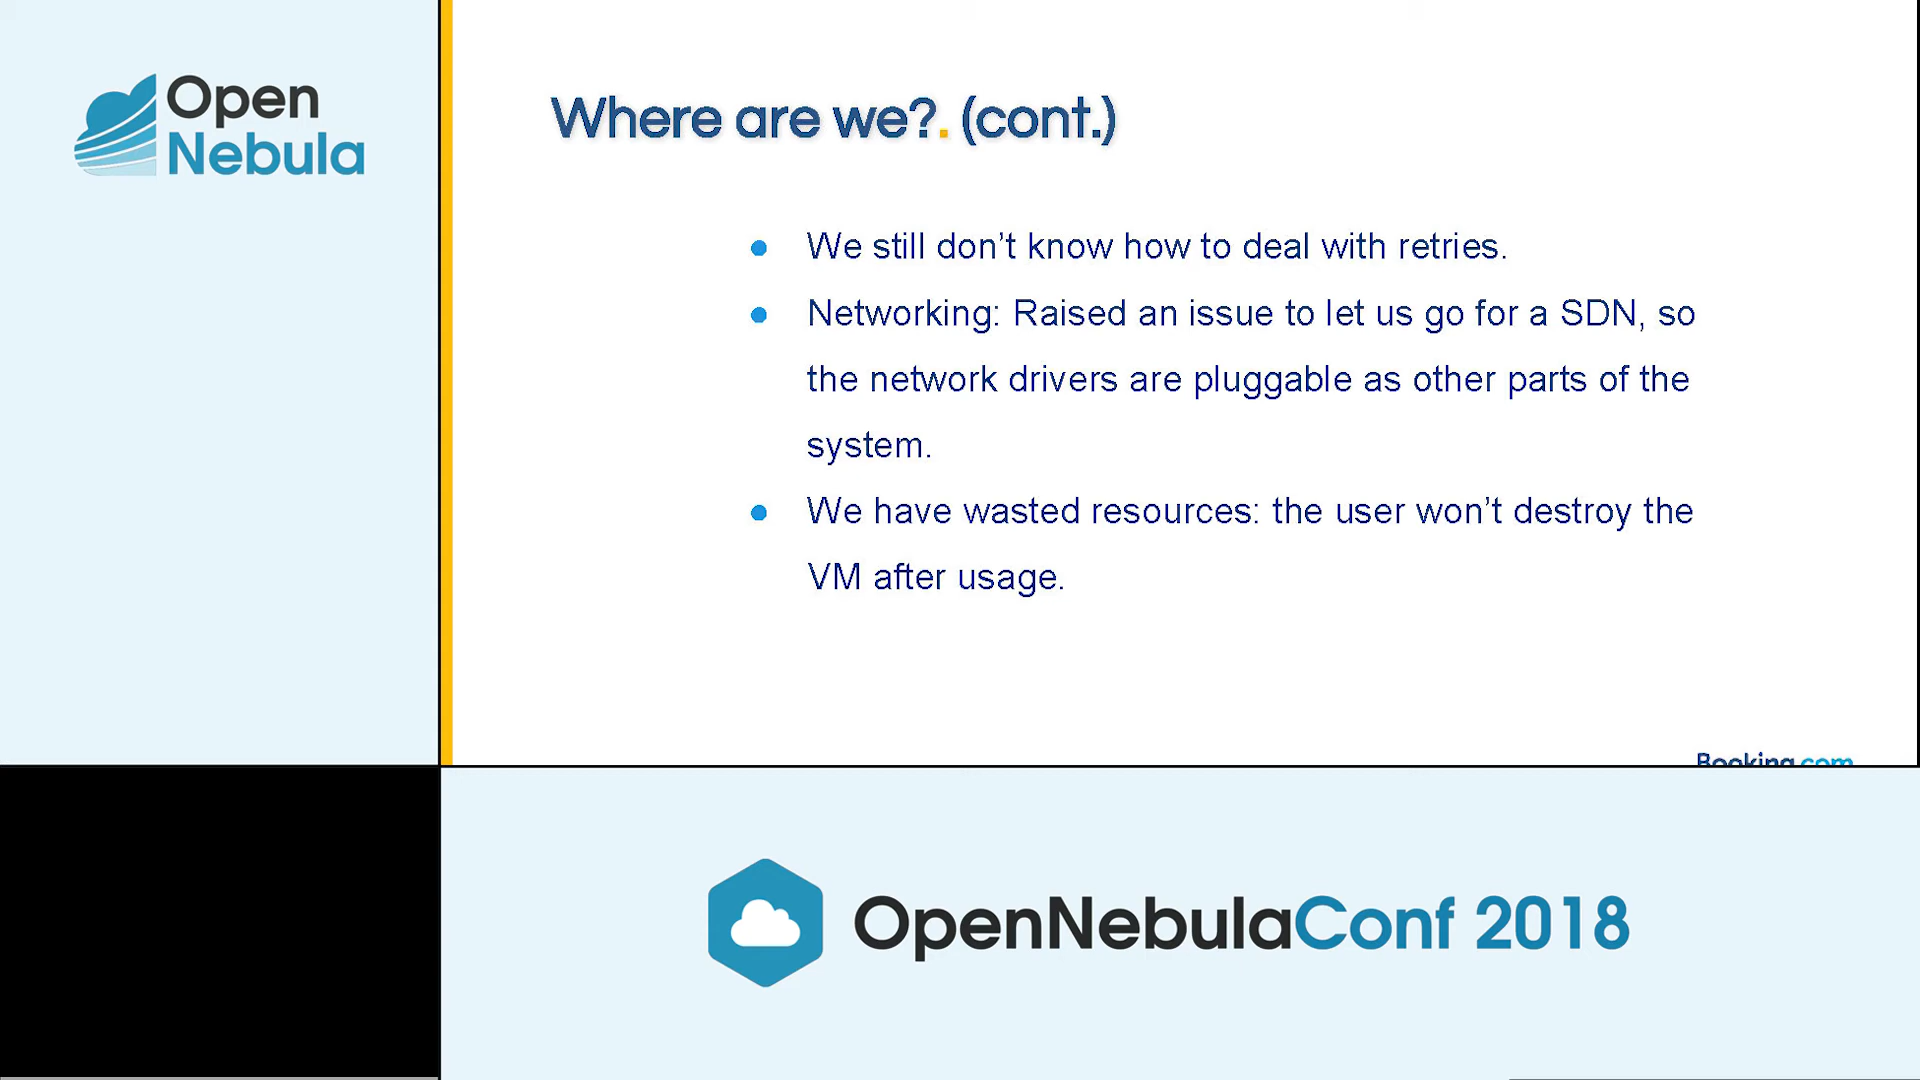 Open
Nebula
Where are we?. (cont.)
● We still don’t know how to deal with retries.
● Networking: Raised an issue to let us go for a SDN, so
the network drivers are pluggable as other parts of the
system.
● We have wasted resources: the user won’t destroy the
VM after usage.
Booking.com
OpenNebulaConf 2018